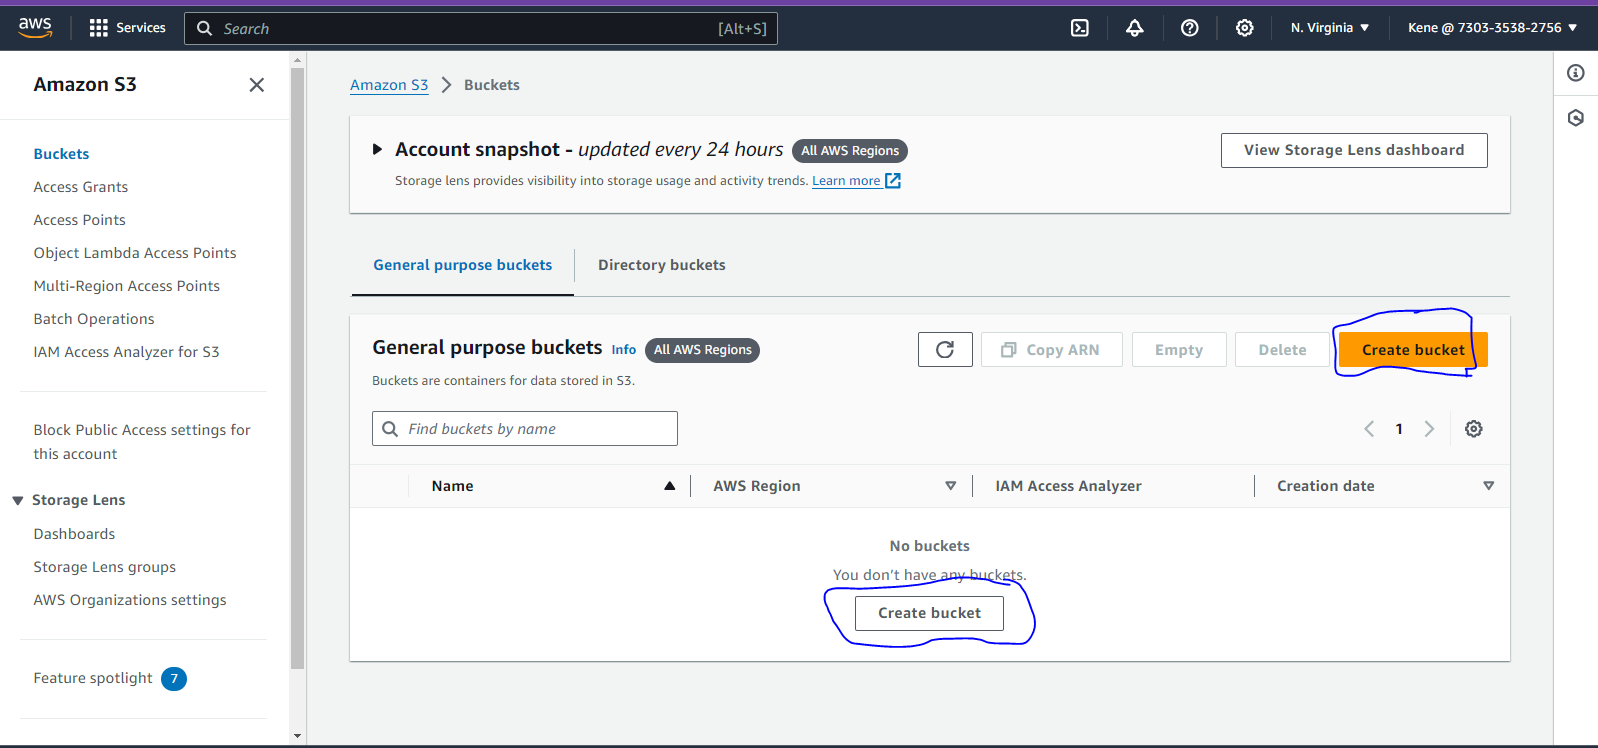 aws Services Search [Alt+S] N. Virginia Kene @ 7303-3538-2756
Amazon S3
Buckets
Access Grants
Access Points
Object Lambda Access Points
Multi-Region Access Points
Batch Operations
IAM Access Analyzer for S3
Block Public Access settings for
this account
Storage Lens
Dashboards
Storage Lens groups
AWS Organizations settings
Feature spotlight 7
Amazon S3 Buckets
Account snapshot - updated every 24 hours All AWS Regions View Storage Lens dashboard
Storage lens provides visibility into storage usage and activity trends. Learn more
General purpose buckets Directory buckets
General purpose buckets Info All AWS Regions Copy ARN Empty Delete Create bucket
Buckets are containers for data stored in S3.
Find buckets by name 1
Name AWS Region IAM Access Analyzer Creation date
No buckets
You don't have any buckets.
Create bucket